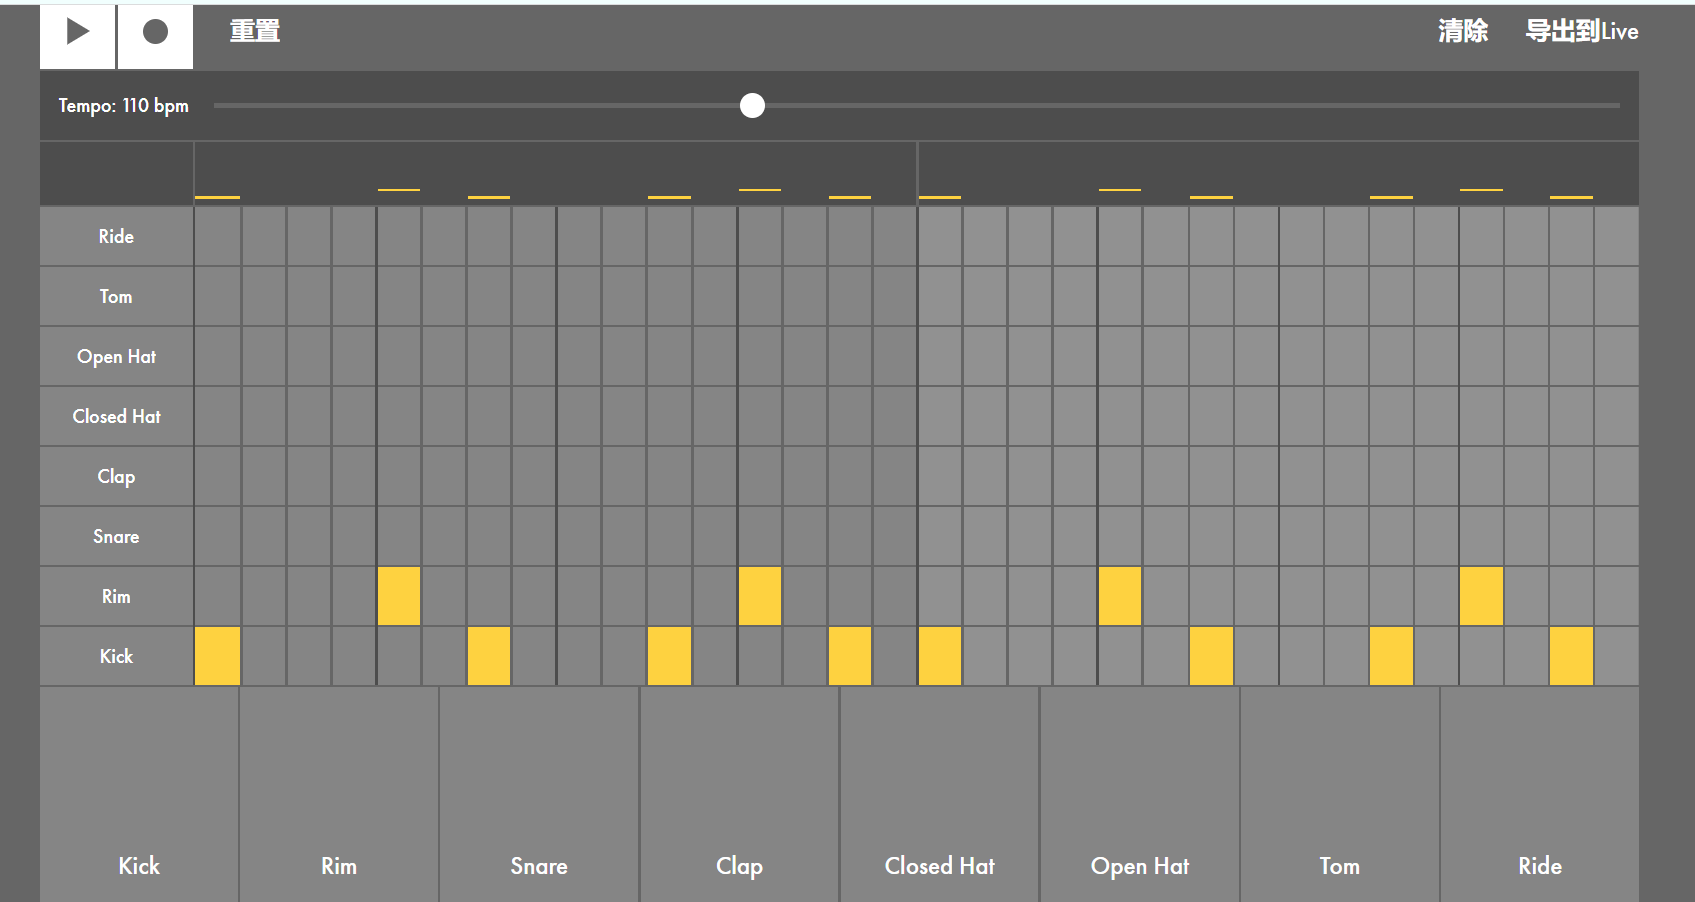 重置
清除
导出到Live
Tempo: 110 bpm
Ride
Tom
Open Hat
Closed Hat
Clap
Snare
Rim
Kick
Kick
Rim
Snare
Clap
Closed Hat
Open Hat
Tom
Ride